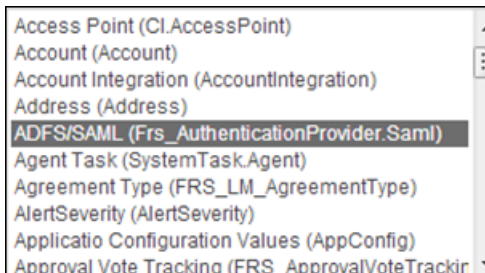 Access Point (CI.AccessPoint)
Account (Account)
Account Integration (AccountIntegration)
Address (Address)
ADFS/SAML (Frs_AuthenticationProvider.Saml)
Agent Task (SystemTask.Agent)
Agreement Type (FRS_LM_AgreementType)
AlertSeverity (AlertSeverity)
Applicatio Configuration Values (AppConfig)
Approval Vote Tracking (FRS_ApprovalVoteTrackin